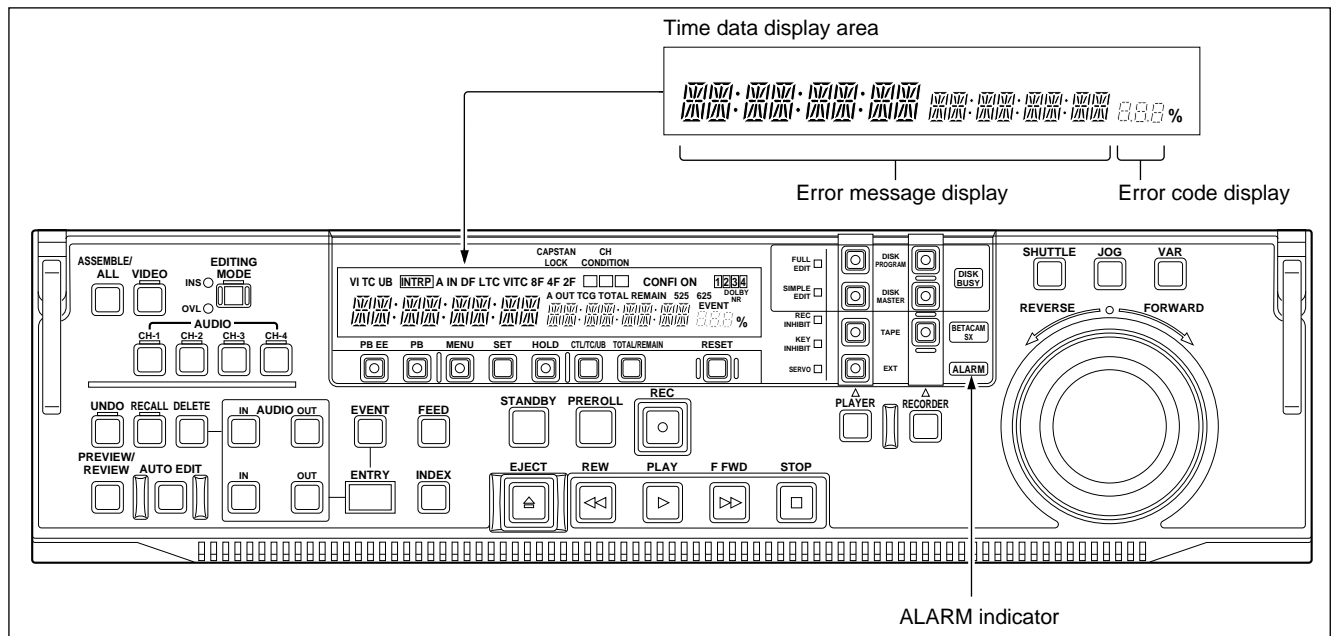 Time data display area
%
Error message display
Error code display
CAPSTAN LOCK
CH CONDITION
VI TC UB INTRP A IN DF LTC VITC 8F 4F 2F CONFI ON 1 2 3 4
DOLBY NR
A OUT TCG TOTAL REMAIN 525 625
EVENT
%
PB EE
PB
MENU
SET
HOLD
CTL/TC/UB
TOTAL/REMAIN
RESET
ASSEMBLE/
ALL
VIDEO
INS
OVL
EDITING
MODE
AUDIO
CH-1
CH-2
CH-3
CH-4
FULL
EDIT
SIMPLE
EDIT
REC
INHIBIT
KEY
INHIBIT
SERVO
DISK
PROGRAM
DISK
MASTER
TAPE
EXT
DISK
BUSY
BETACAM
SX
ALARM
PLAYER
RECORDER
SHUTTLE
JOG
VAR
REVERSE
FORWARD
UNDO
RECALL
DELETE
IN
AUDIO
OUT
EVENT
FEED
STANDBY
PREROLL
REC
PREVIEW/
REVIEW
AUTO EDIT
IN
OUT
ENTRY
INDEX
EJECT
REW
PLAY
F FWD
STOP
ALARM indicator